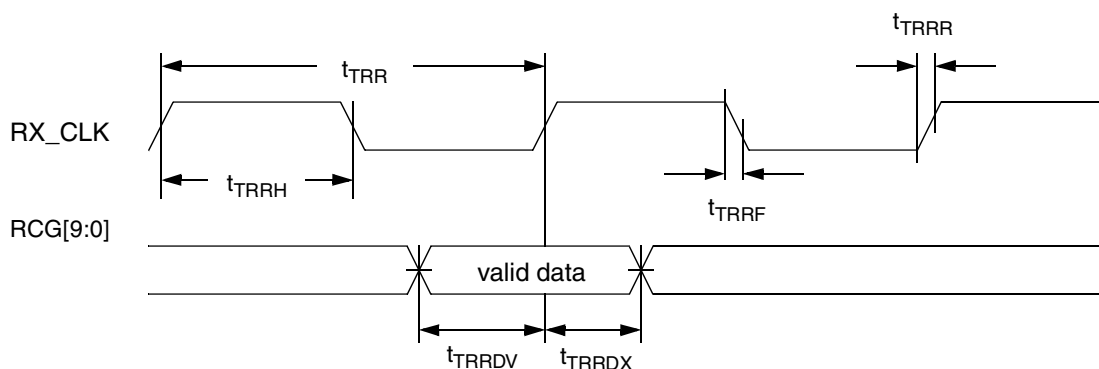 tTRRR
tTRR
RX_CLK
tTRRH
tTRRF
RCG[9:0]
valid data
tTRRDV
tTRRDX